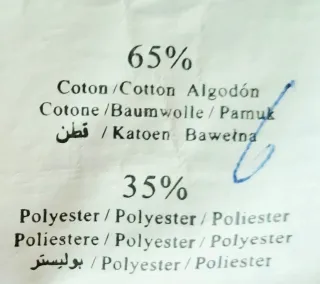 65%
Coton/Cotton Algodón
Cotone/Baumwolle/Pamuk
قطن / Katoen Bawełna
35%
Polyester/Polyester/Poliester
Poliestere/Polyester/Polyester
بوليستر /Polyester/Poliester